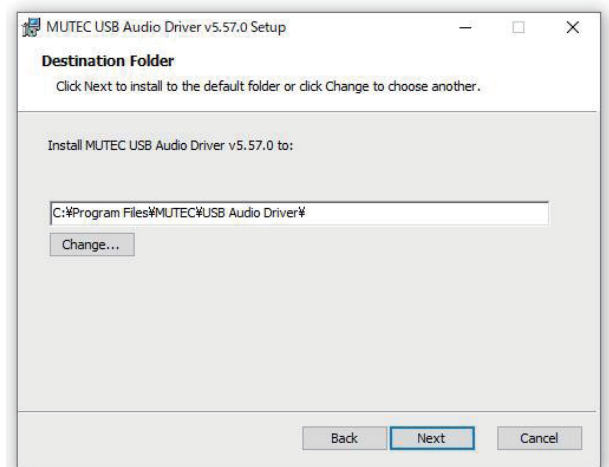 MUTEC USB Audio Driver v5.57.0 Setup
Destination Folder
Click Next to install to the default folder or click Change to choose another.
Install MUTEC USB Audio Driver v5.57.0 to:
C:¥Program Files¥MUTEC¥USB Audio Driver¥
Change...
Back Next Cancel